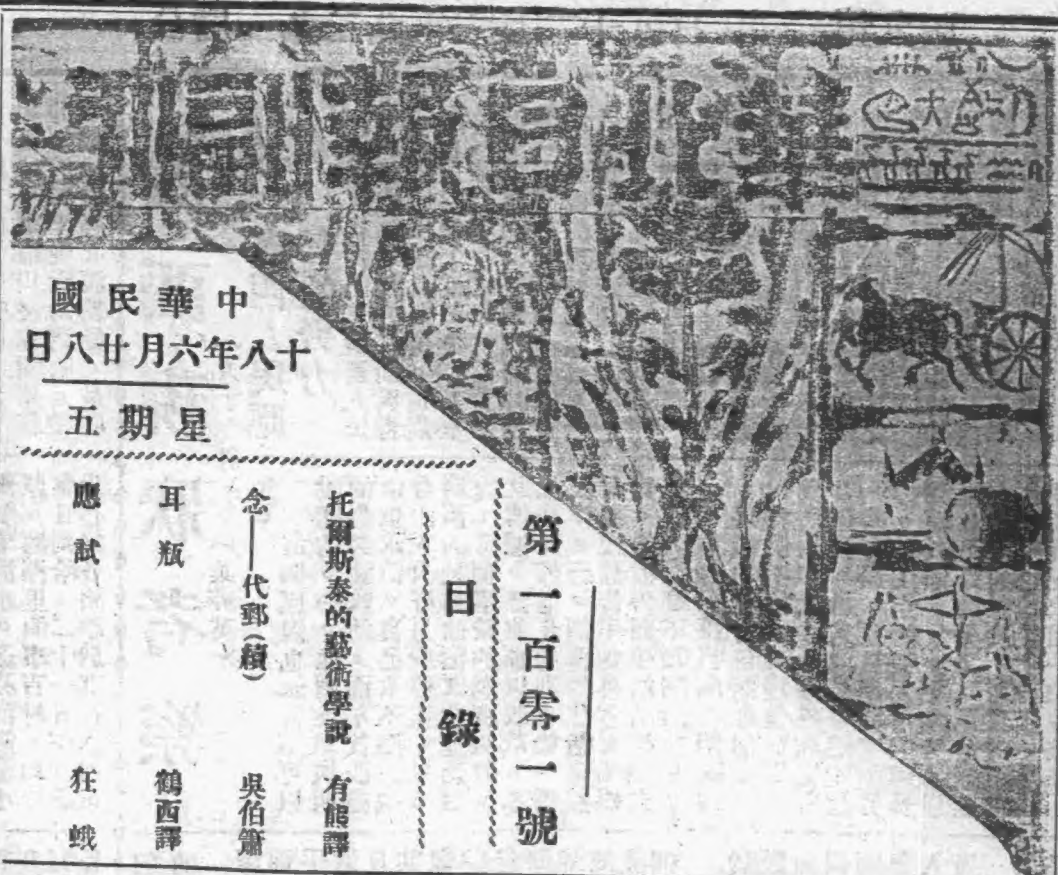 中華民國
十八年六月廿八日
星期五
第一百零一號
目錄
托爾斯泰的藝術學說 有熊譯
念——代郵(續) 吳伯簫
耳瓶 鶴西譯
應試 狂蛾